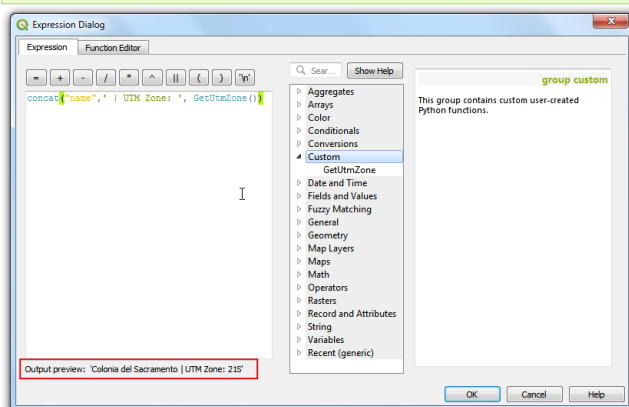 Expression Dialog
Expression Function Editor
= + - / * ^ || ( ) '\n'
concat("name",' | UTM Zone: ', GetUtmZone())
Output preview: 'Colonia del Sacramento | UTM Zone: 21S'
Sear... Show Help
Aggregates
Arrays
Color
Conditionals
Conversions
Custom
GetUtmZone
Date and Time
Fields and Values
Fuzzy Matching
General
Geometry
Map Layers
Maps
Math
Operators
Rasters
Record and Attributes
String
Variables
Recent (generic)
group custom
This group contains custom user-created
Python functions.
OK Cancel Help